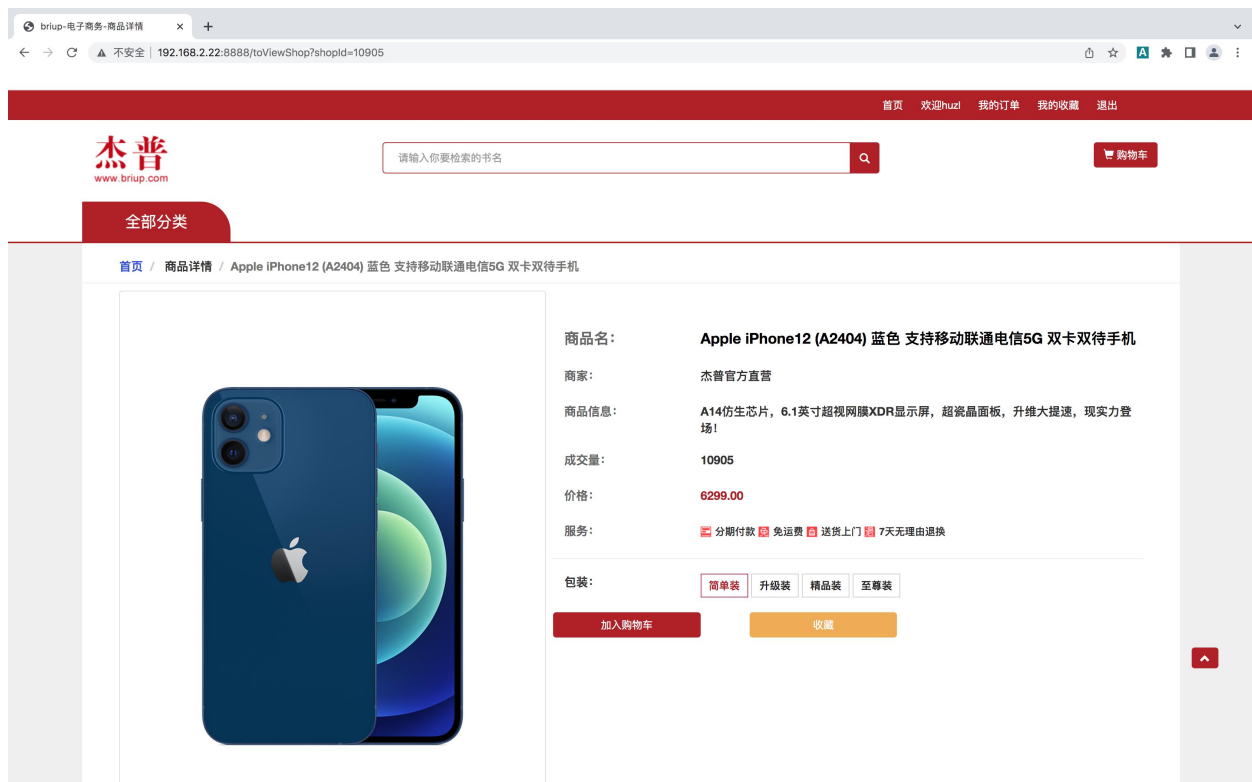 briup-电子商务-商品详情
不安全 | 192.168.2.22:8888/toViewShop?shopId=10905
首页 欢迎huzl 我的订单 我的收藏 退出
杰普
www.briup.com
请输入你要检索的书名
购物车
全部分类
首页 / 商品详情 / Apple iPhone12 (A2404) 蓝色 支持移动联通电信5G 双卡双待手机
商品名： Apple iPhone12 (A2404) 蓝色 支持移动联通电信5G 双卡双待手机
商家： 杰普官方直营
商品信息： A14仿生芯片，6.1英寸超视网膜XDR显示屏，超瓷晶面板，升维大提速，现实力登
场！
成交量： 10905
价格： 6299.00
服务： 分期付款 免运费 送货上门 7天无理由退换
包装： 简单装 升级装 精品装 至尊装
加入购物车 收藏